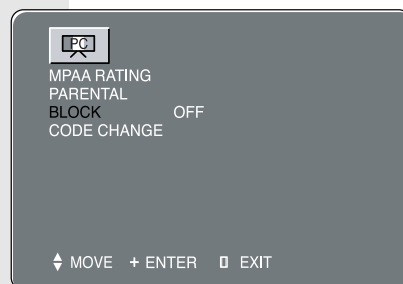 PC
MPAA RATING
PARENTAL
BLOCK OFF
CODE CHANGE
MOVE + ENTER EXIT